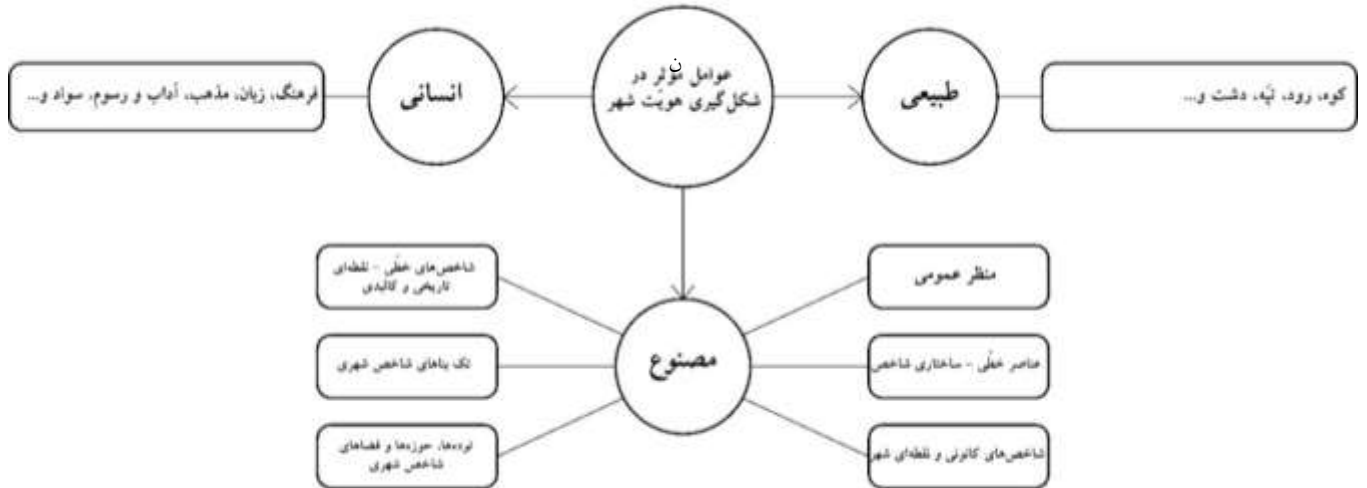 عوامل مؤثر در
شکل‌گیری هویّت شهر
ن
طبیعی
کوه، رود، تپّه، دشت و...
انسانی
فرهنگ، زبان، مذهب، آداب و رسوم، سواد و...
مصنوع
منظر عمومی
عناصر خطّی - ساختاری شاخص
شاخص‌های کانونی و نقطه‌ای شهر
شاخص‌های خطّی - نقطه‌ای
تاریخی و کالبدی
تک بناهای شاخص شهری
توده‌ها، حوزه‌ها و فضاهای
شاخص شهری